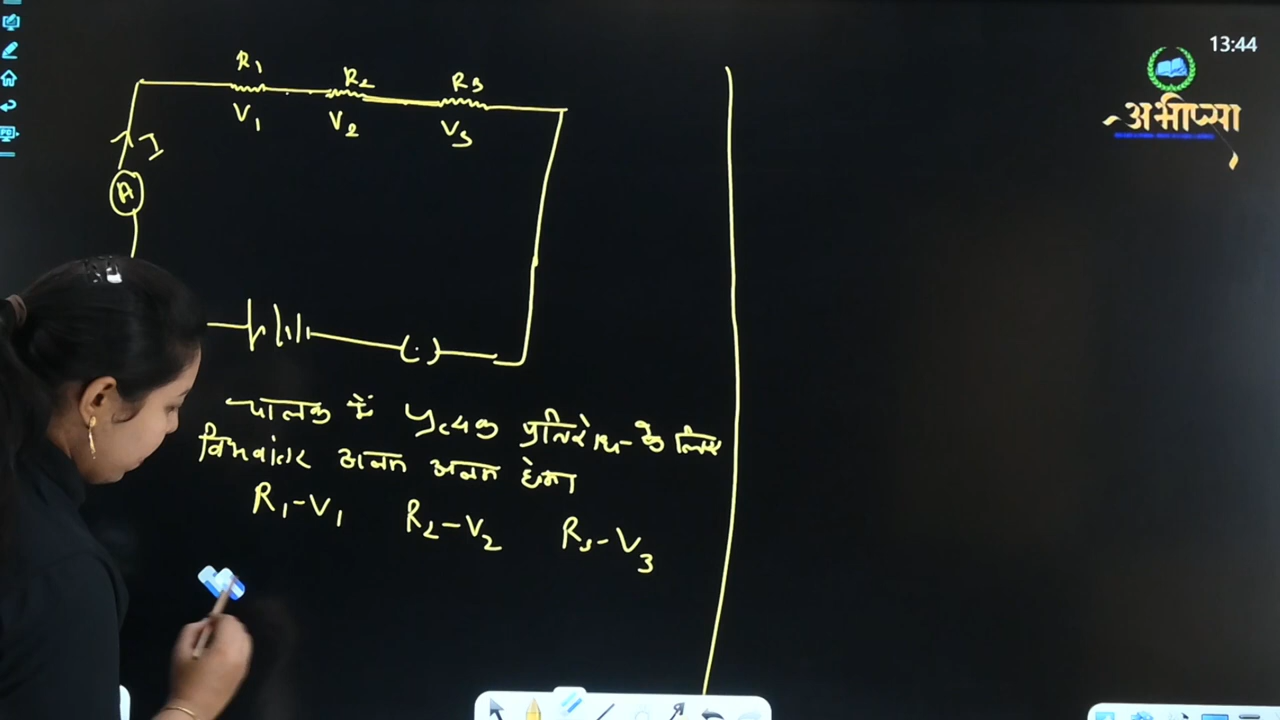 13:44
अभीप्सा
R₁ R₂ R₃
V₁ V₂ V₃
I
A
चालक में प्रत्येक प्रतिरोध के लिए
विभवांतर अलग अलग होगा
R₁-V₁ R₂-V₂ R₃-V₃